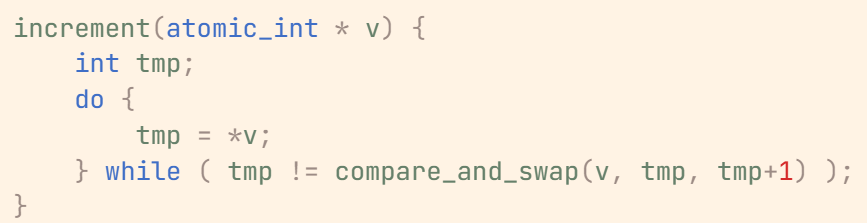 increment(atomic_int * v) {
    int tmp;
    do {
        tmp = *v;
    } while ( tmp != compare_and_swap(v, tmp, tmp+1) );
}